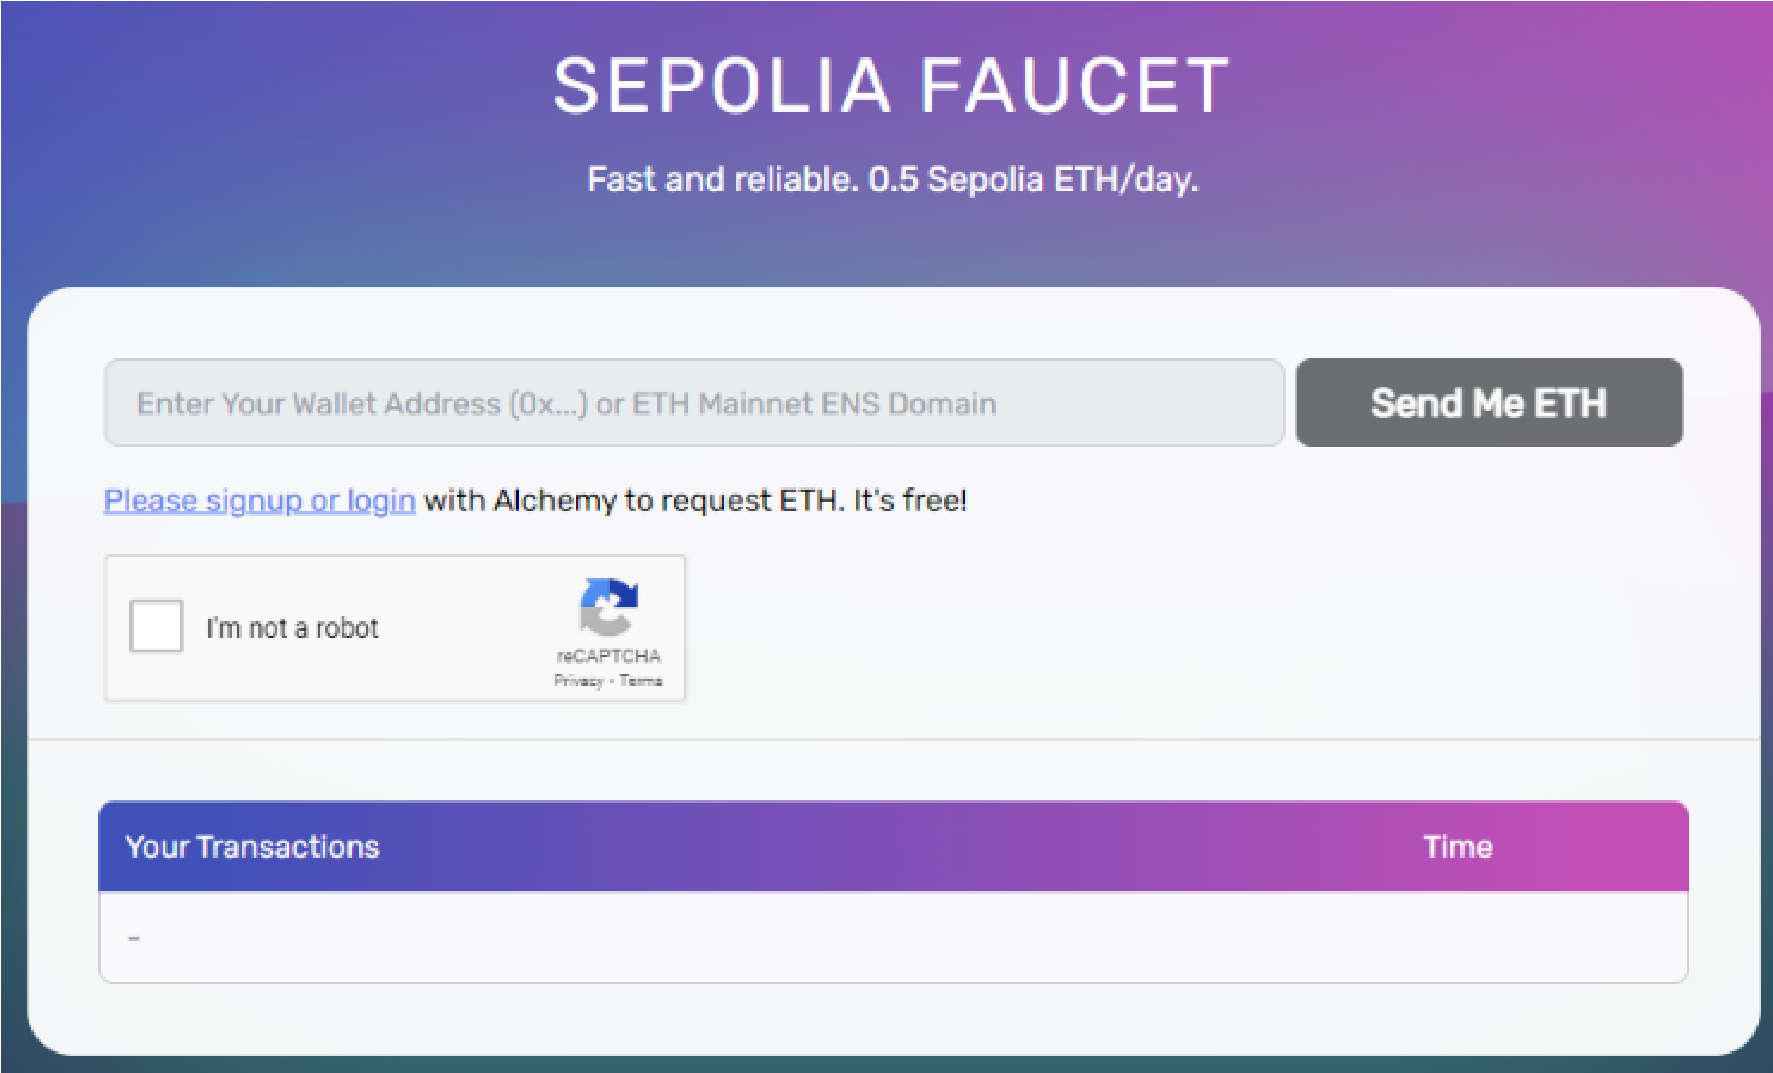 SEPOLIA FAUCET
Fast and reliable. 0.5 Sepolia ETH/day.
Enter Your Wallet Address (0x...) or ETH Mainnet ENS Domain
Send Me ETH
Please signup or login with Alchemy to request ETH. It's free!
I'm not a robot
reCAPTCHA
Privacy - Terms
Your Transactions
Time
-